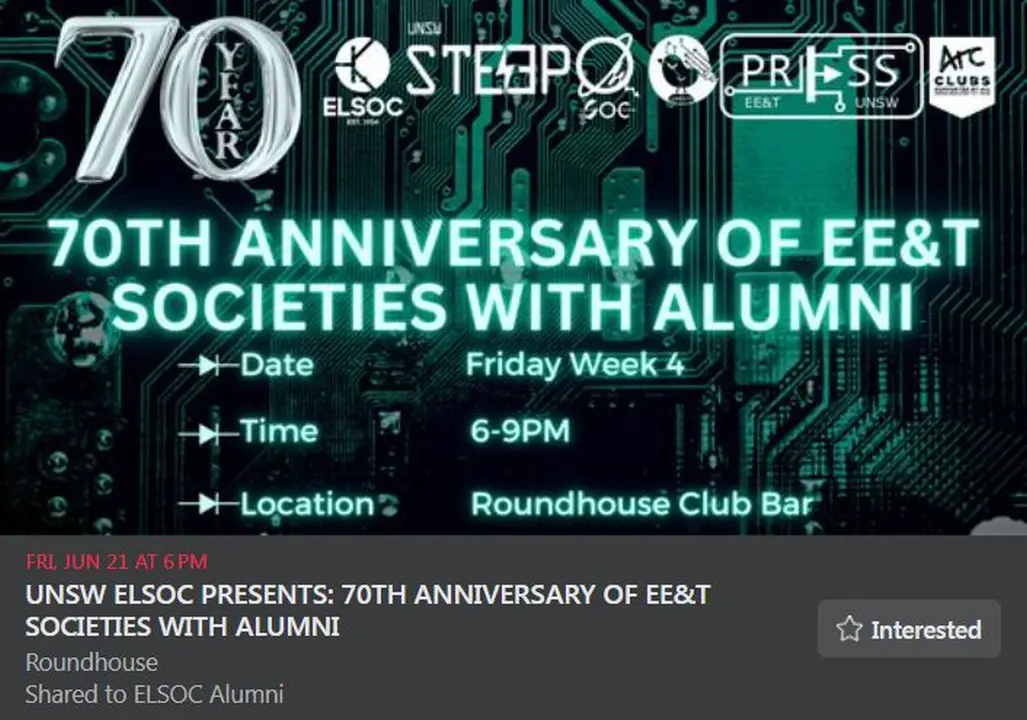 70
YEAR
ELSOC
EST. 1954
UNSW
STEEPO
SOC
PRESS
EE&T UNSW
ARC
CLUBS
70TH ANNIVERSARY OF EE&T
SOCIETIES WITH ALUMNI
Date Friday Week 4
Time 6-9PM
Location Roundhouse Club Bar
FRI, JUN 21 AT 6 PM
UNSW ELSOC PRESENTS: 70TH ANNIVERSARY OF EE&T
SOCIETIES WITH ALUMNI
Interested
Roundhouse
Shared to ELSOC Alumni